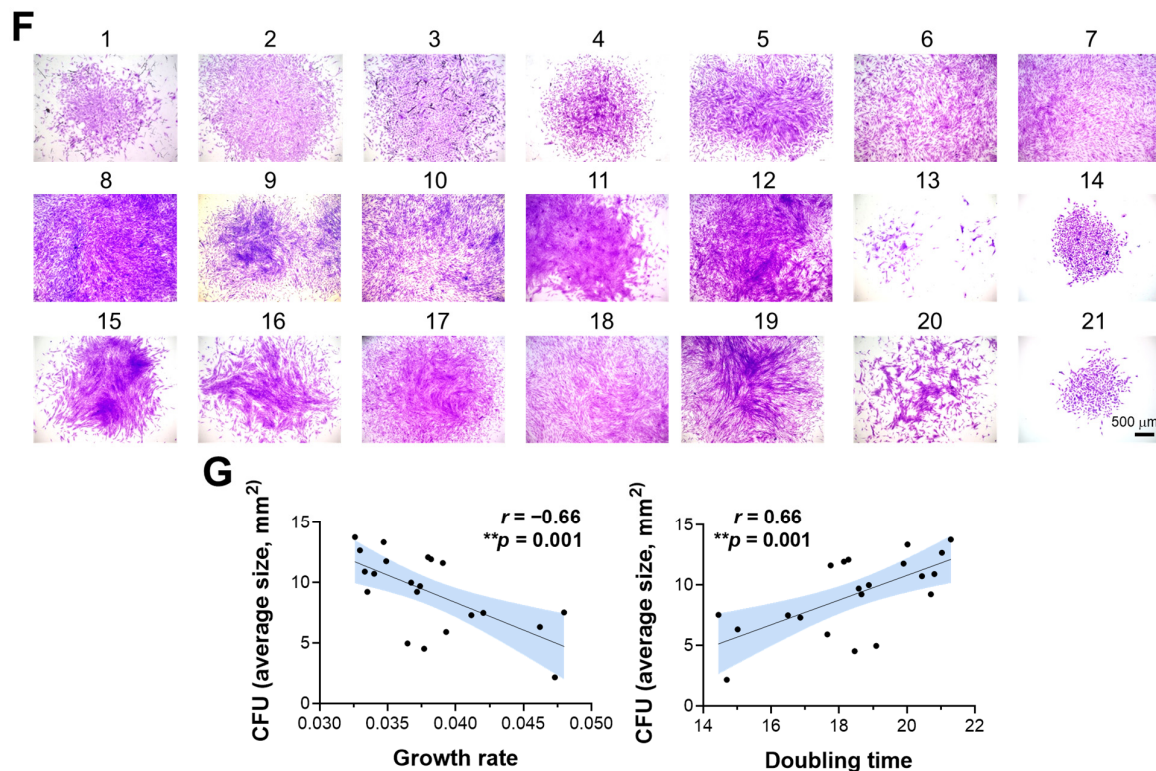 F
1 2 3 4 5 6 7
8 9 10 11 12 13 14
15 16 17 18 19 20 21
500 μm
G
CFU (average size, mm²)
15
10
5
0
r = −0.66
**p = 0.001
0.030 0.035 0.040 0.045 0.050
Growth rate
CFU (average size, mm²)
15
10
5
0
r = 0.66
**p = 0.001
14 16 18 20 22
Doubling time